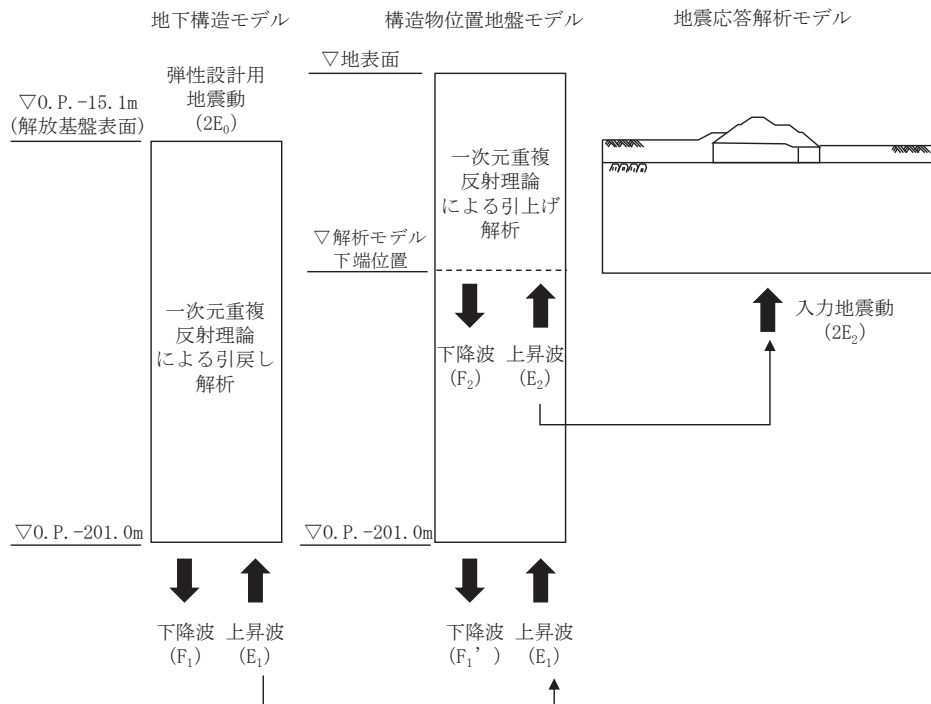 地下構造モデル
▽O.P.-15.1m
(解放基盤表面)
弾性設計用
地震動
(2E₀)
一次元重複
反射理論
による引戻し
解析
▽O.P.-201.0m
下降波
(F₁)
上昇波
(E₁)
構造物位置地盤モデル
▽地表面
一次元重複
反射理論
による引上げ
解析
▽解析モデル
下端位置
下降波
(F₂)
上昇波
(E₂)
▽O.P.-201.0m
下降波
(F₁’)
上昇波
(E₁)
地震応答解析モデル
入力地震動
(2E₂)